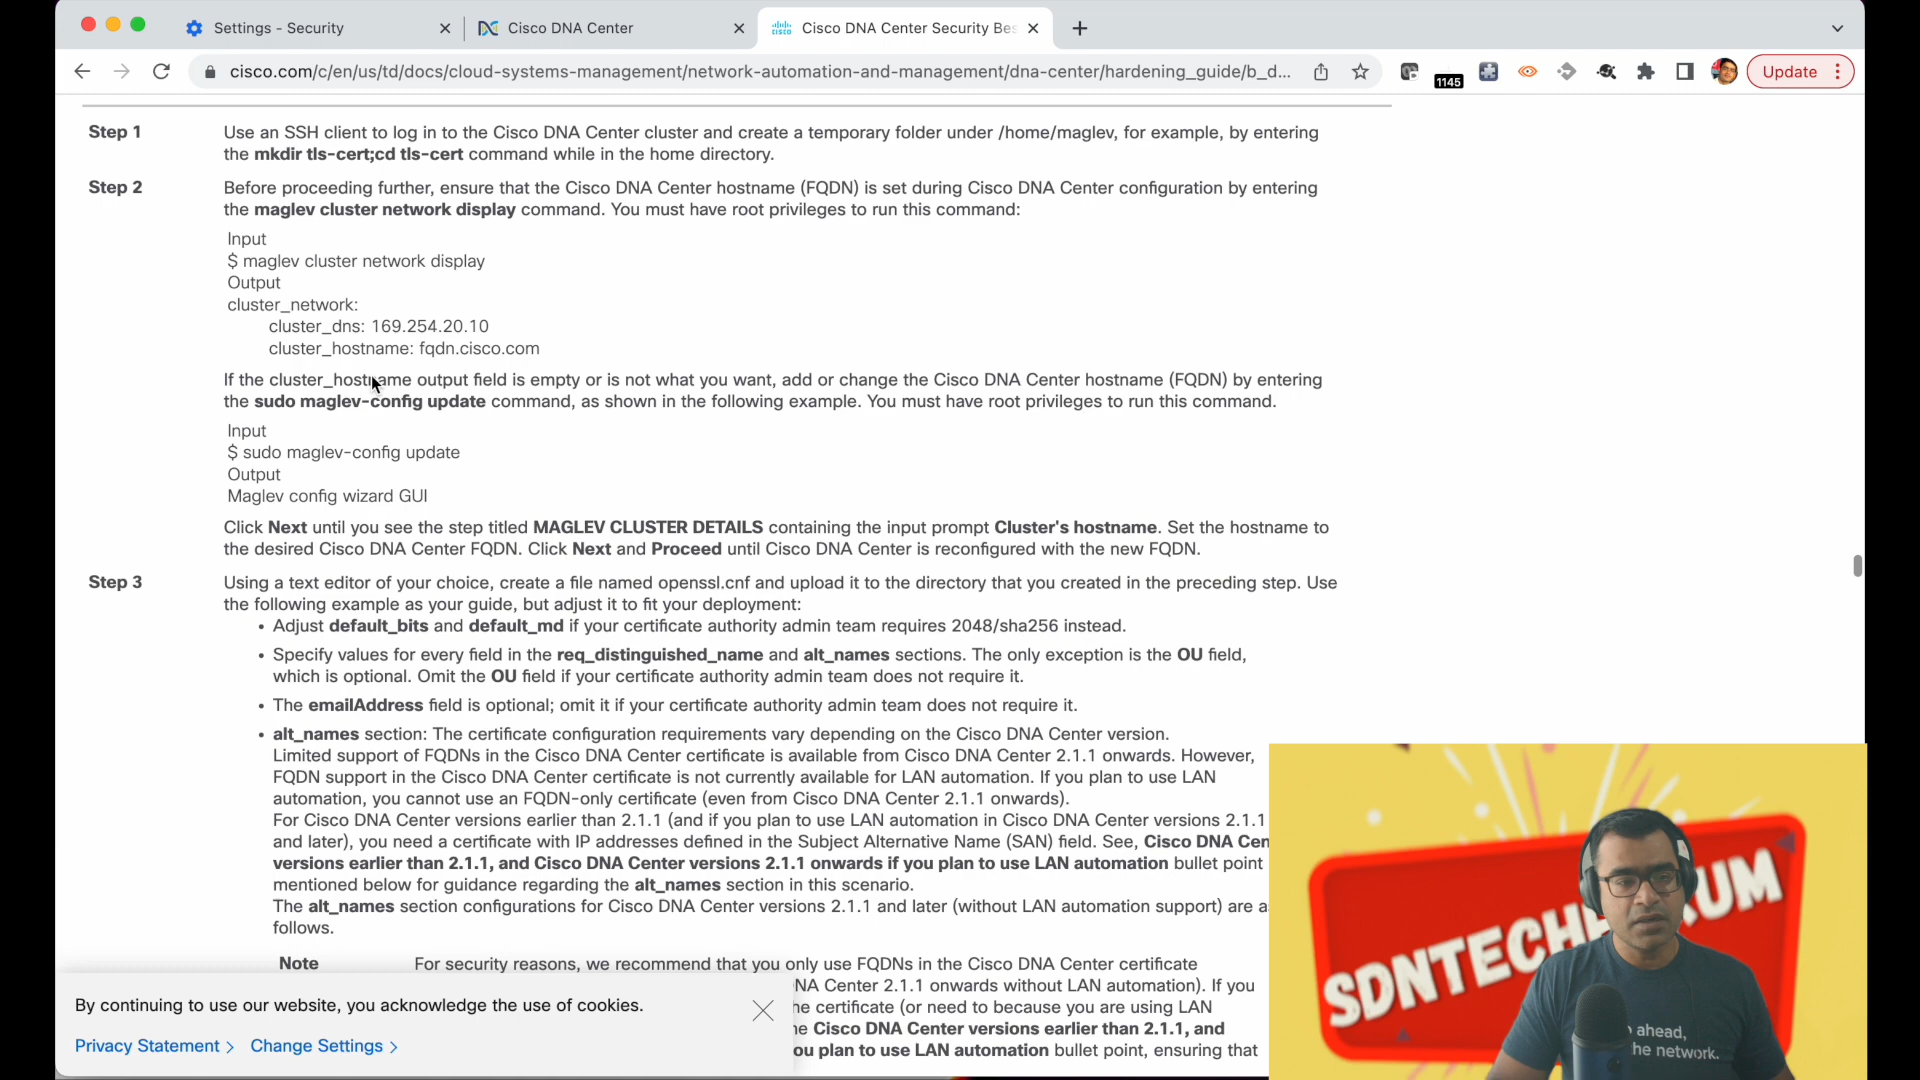 Settings - Security
Cisco DNA Center
Cisco DNA Center Security Bes
cisco.com/c/en/us/td/docs/cloud-systems-management/network-automation-and-management/dna-center/hardening_guide/b_d...
1145
Update
Step 1
Use an SSH client to log in to the Cisco DNA Center cluster and create a temporary folder under /home/maglev, for example, by entering
the mkdir tls-cert;cd tls-cert command while in the home directory.
Step 2
Before proceeding further, ensure that the Cisco DNA Center hostname (FQDN) is set during Cisco DNA Center configuration by entering
the maglev cluster network display command. You must have root privileges to run this command:
Input
$ maglev cluster network display
Output
cluster_network:
cluster_dns: 169.254.20.10
cluster_hostname: fqdn.cisco.com
If the cluster_hostname output field is empty or is not what you want, add or change the Cisco DNA Center hostname (FQDN) by entering
the sudo maglev-config update command, as shown in the following example. You must have root privileges to run this command.
Input
$ sudo maglev-config update
Output
Maglev config wizard GUI
Click Next until you see the step titled MAGLEV CLUSTER DETAILS containing the input prompt Cluster's hostname. Set the hostname to
the desired Cisco DNA Center FQDN. Click Next and Proceed until Cisco DNA Center is reconfigured with the new FQDN.
Step 3
Using a text editor of your choice, create a file named openssl.cnf and upload it to the directory that you created in the preceding step. Use
the following example as your guide, but adjust it to fit your deployment:
• Adjust default_bits and default_md if your certificate authority admin team requires 2048/sha256 instead.
• Specify values for every field in the req_distinguished_name and alt_names sections. The only exception is the OU field,
which is optional. Omit the OU field if your certificate authority admin team does not require it.
• The emailAddress field is optional; omit it if your certificate authority admin team does not require it.
• alt_names section: The certificate configuration requirements vary depending on the Cisco DNA Center version.
Limited support of FQDNs in the Cisco DNA Center certificate is available from Cisco DNA Center 2.1.1 onwards. However,
FQDN support in the Cisco DNA Center certificate is not currently available for LAN automation. If you plan to use LAN
automation, you cannot use an FQDN-only certificate (even from Cisco DNA Center 2.1.1 onwards).
For Cisco DNA Center versions earlier than 2.1.1 (and if you plan to use LAN automation in Cisco DNA Center versions 2.1.1
and later), you need a certificate with IP addresses defined in the Subject Alternative Name (SAN) field. See, Cisco DNA Cen
versions earlier than 2.1.1, and Cisco DNA Center versions 2.1.1 onwards if you plan to use LAN automation bullet point
mentioned below for guidance regarding the alt_names section in this scenario.
The alt_names section configurations for Cisco DNA Center versions 2.1.1 and later (without LAN automation support) are a
follows.
Note
For security reasons, we recommend that you only use FQDNs in the Cisco DNA Center certificate
NA Center 2.1.1 onwards without LAN automation). If you
he certificate (or need to because you are using LAN
he Cisco DNA Center versions earlier than 2.1.1, and
ou plan to use LAN automation bullet point, ensuring that
By continuing to use our website, you acknowledge the use of cookies.
Privacy Statement >
Change Settings >
SDNTECH UM
ahead,
he network.